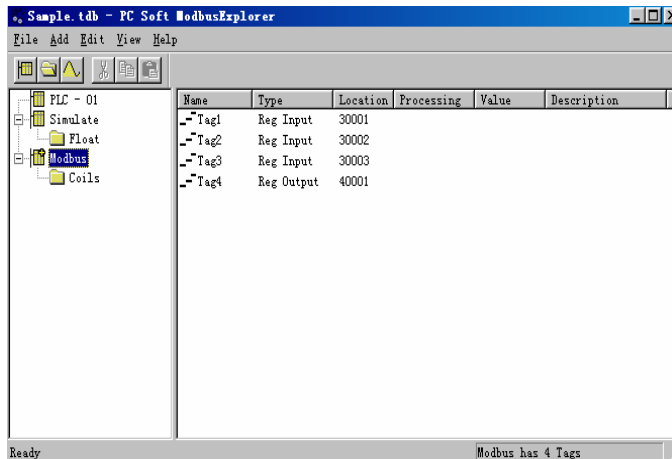 Sample.tdb - PC Soft ModbusExplorer
File Add Edit View Help
PLC - 01
Simulate
Float
Modbus
Coils
Name Type Location Processing Value Description
Tag1 Reg Input 30001
Tag2 Reg Input 30002
Tag3 Reg Input 30003
Tag4 Reg Output 40001
Ready Modbus has 4 Tags